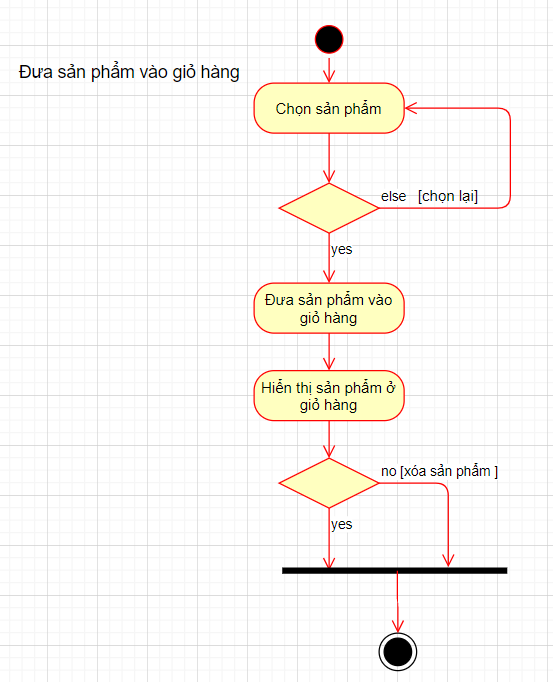 Đưa sản phẩm vào giỏ hàng
Chọn sản phẩm
else [chọn lại]
yes
Đưa sản phẩm vào
giỏ hàng
Hiển thị sản phẩm ở
giỏ hàng
no [xóa sản phẩm ]
yes